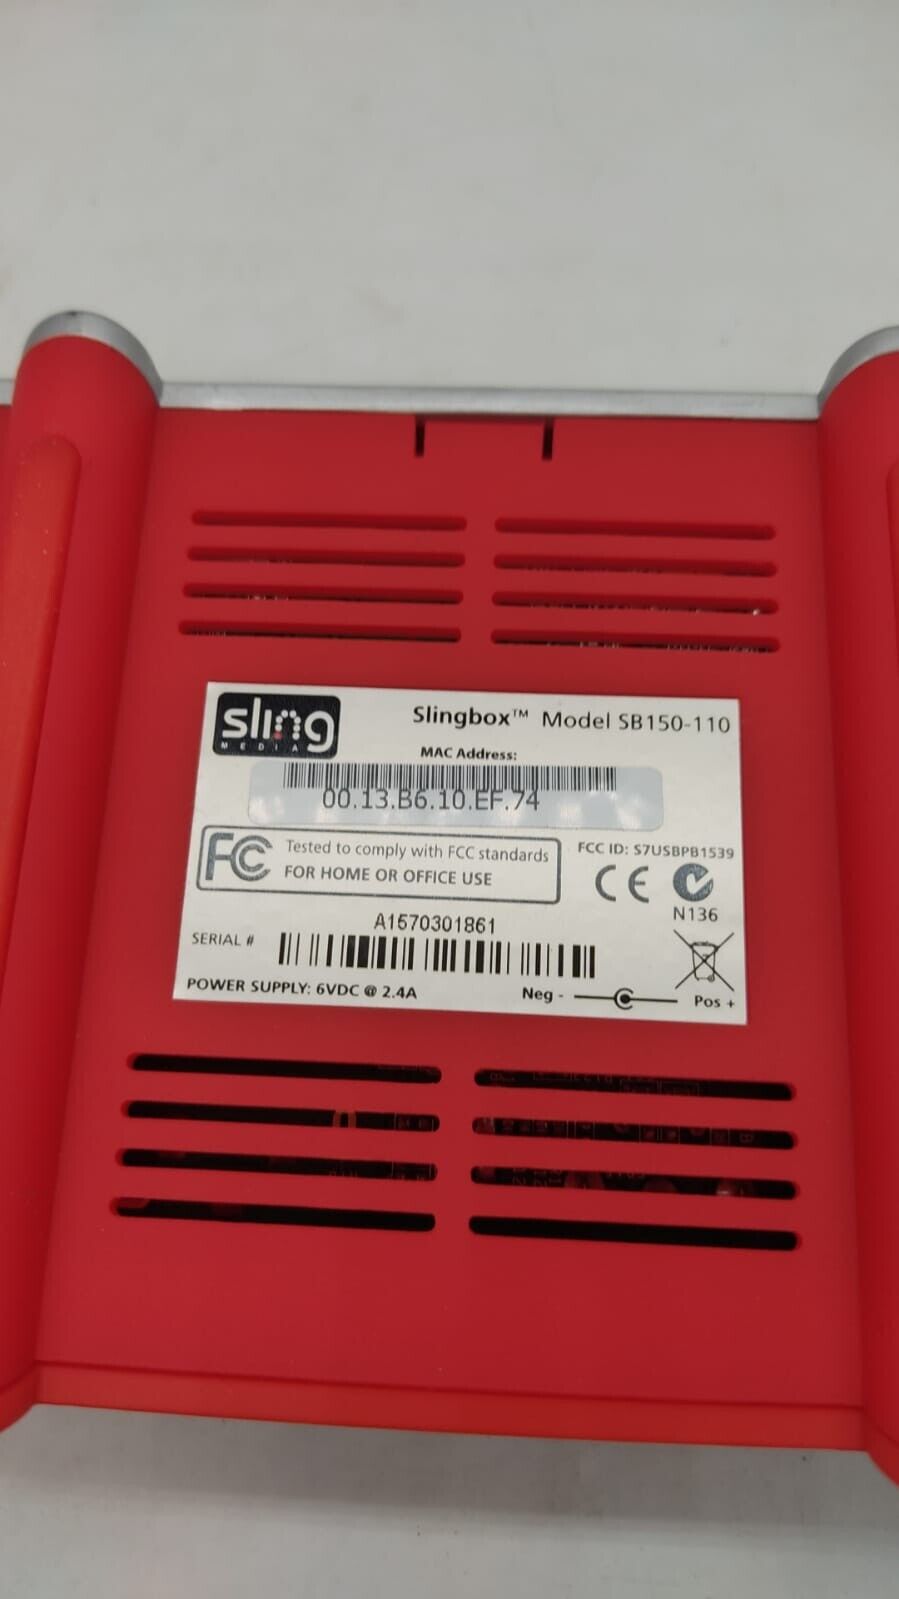 sling
MEDIA
Slingbox™ Model SB150-110
MAC Address:
00.13.B6.10.EF.74
FC Tested to comply with FCC standards
FOR HOME OR OFFICE USE
FCC ID: S7USBPB1539
CE
N136
A1570301861
SERIAL #
POWER SUPPLY: 6VDC @ 2.4A
Neg - Pos +